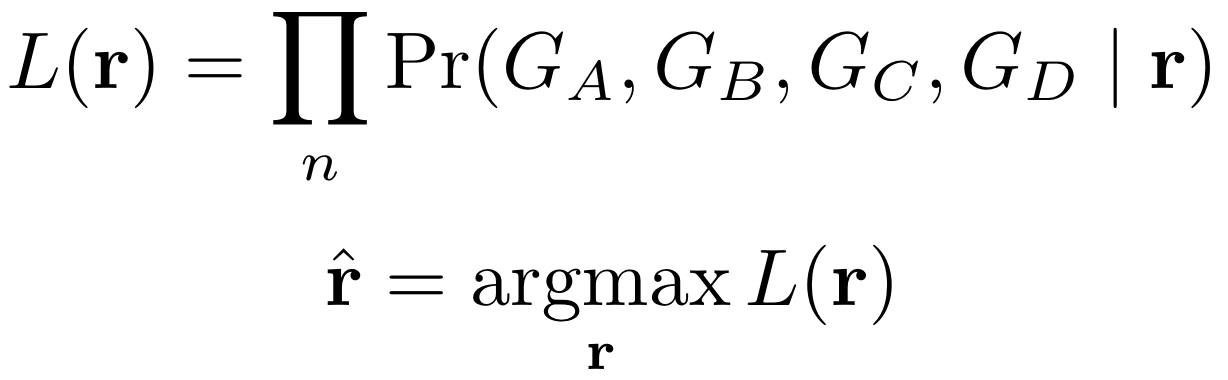 L(r) = ∏ₙ Pr(G_A, G_B, G_C, G_D | r)
r̂ = argmax_r L(r)